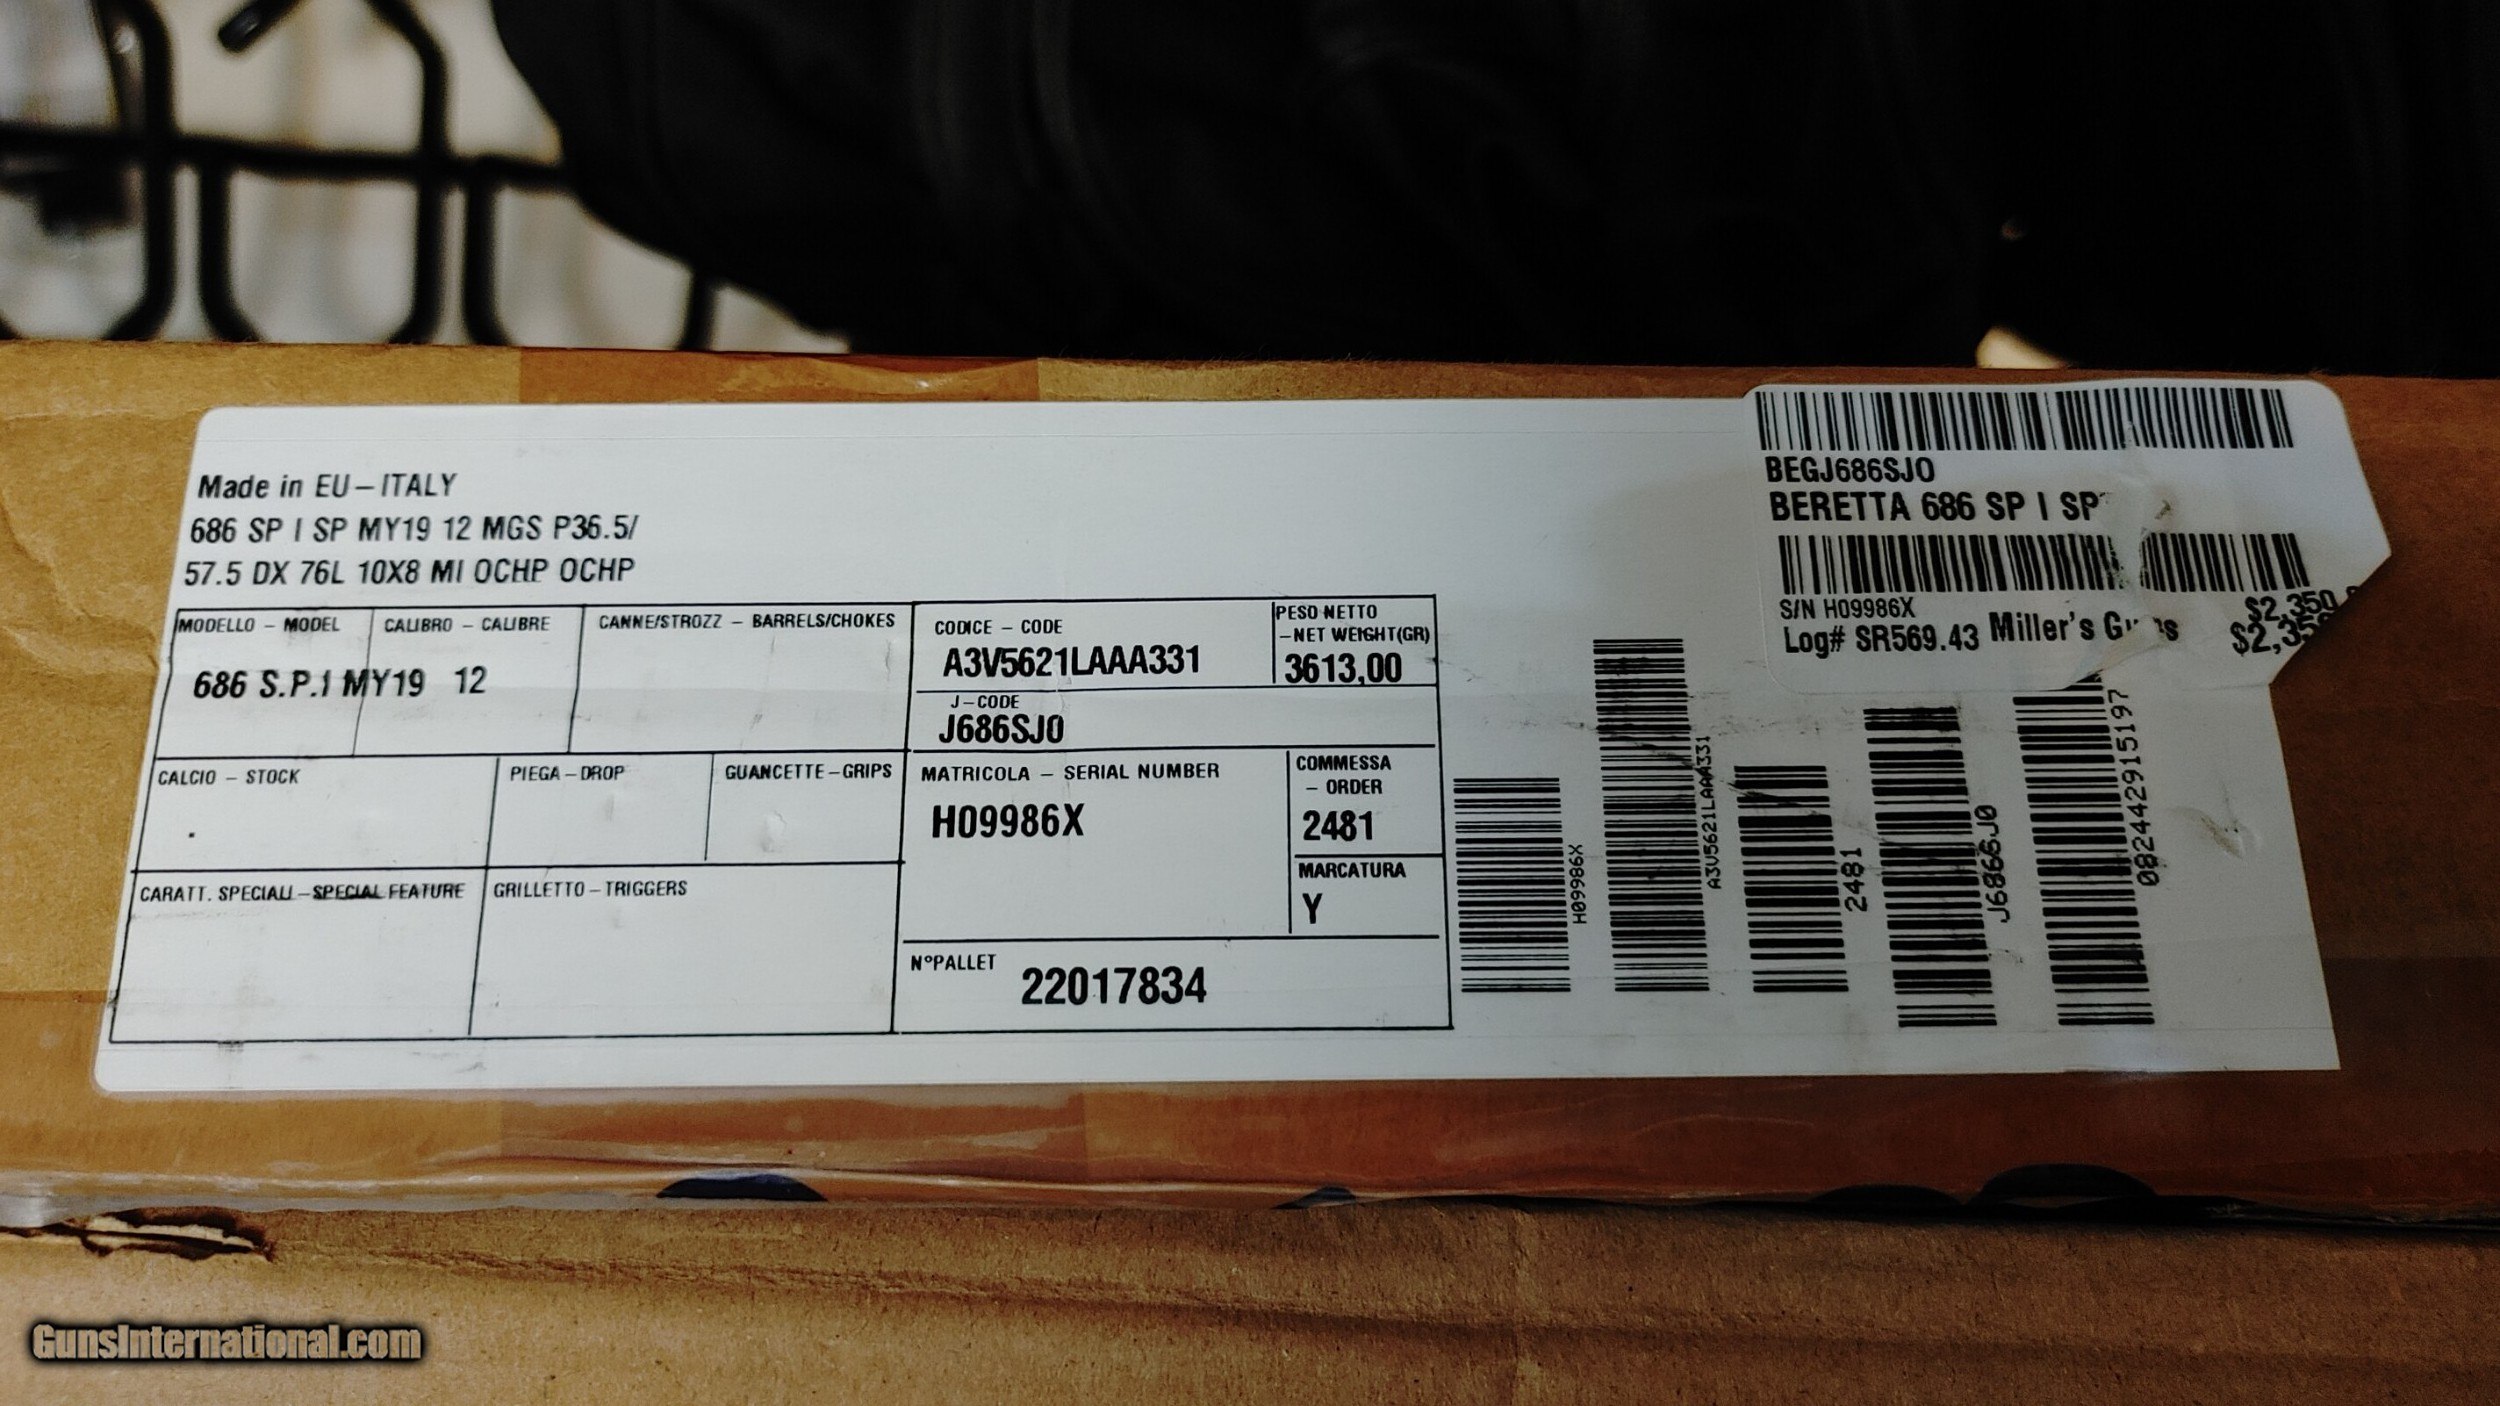 Made in EU – ITALY
686 SP I SP MY19 12 MGS P36.5/
57.5 DX 76L 10X8 MI OCHP OCHP
MODELLO – MODEL
686 S.P.I MY19
CALIBRO – CALIBRE
12
CANNE/STROZZ – BARRELS/CHOKES
CODICE – CODE
A3V5621LAAA331
PESO NETTO
–NET WEIGHT(GR)
3613,00
J–CODE
J686SJ0
CALCIO – STOCK
.
PIEGA–DROP
GUANCETTE–GRIPS
MATRICOLA – SERIAL NUMBER
H09986X
COMMESSA
– ORDER
2481
MARCATURA
Y
CARATT. SPECIALI –SPECIAL FEATURE
GRILLETTO –TRIGGERS
N°PALLET
22017834
H09986X
A3V5621LAAA331
2481
J686SJ0
082442915197
BEGJ686SJ0
BERETTA 686 SP I SP
S/N H09986X
Log# SR569.43 Miller's
$2,350
GunsInternational.com